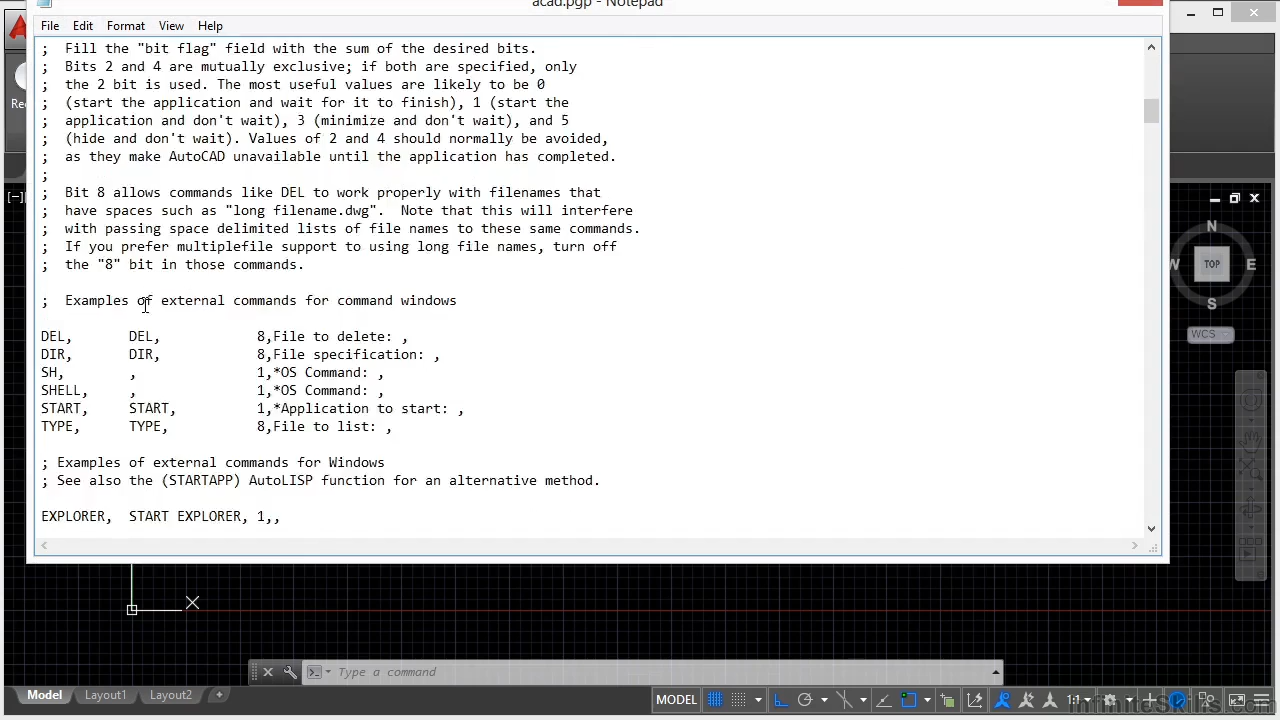 acad.pgp - Notepad
File Edit Format View Help
;  Fill the "bit flag" field with the sum of the desired bits.
;  Bits 2 and 4 are mutually exclusive; if both are specified, only
;  the 2 bit is used. The most useful values are likely to be 0
;  (start the application and wait for it to finish), 1 (start the
;  application and don't wait), 3 (minimize and don't wait), and 5
;  (hide and don't wait). Values of 2 and 4 should normally be avoided,
;  as they make AutoCAD unavailable until the application has completed.
;
;  Bit 8 allows commands like DEL to work properly with filenames that
;  have spaces such as "long filename.dwg".  Note that this will interfere
;  with passing space delimited lists of file names to these same commands.
;  If you prefer multiplefile support to using long file names, turn off
;  the "8" bit in those commands.
;  Examples of external commands for command windows
DEL,       DEL,            8,File to delete: ,
DIR,       DIR,            8,File specification: ,
SH,        ,               1,*OS Command: ,
SHELL,     ,               1,*OS Command: ,
START,     START,          1,*Application to start: ,
TYPE,      TYPE,           8,File to list: ,
; Examples of external commands for Windows
; See also the (STARTAPP) AutoLISP function for an alternative method.
EXPLORER,  START EXPLORER, 1,,
[−]
N
W TOP E
S
WCS
X
Type a command
Model Layout1 Layout2 +
MODEL 1:1
InfiniteSkills.com